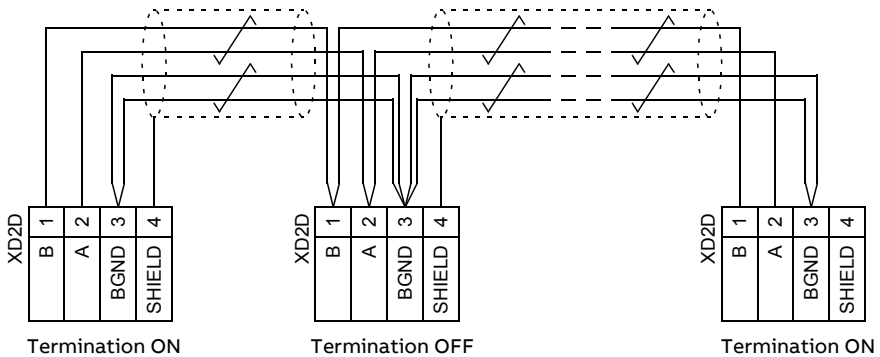 XD2D
1 2 3 4
B A BGND SHIELD
Termination ON
XD2D
1 2 3 4
B A BGND SHIELD
Termination OFF
XD2D
1 2 3 4
B A BGND SHIELD
Termination ON